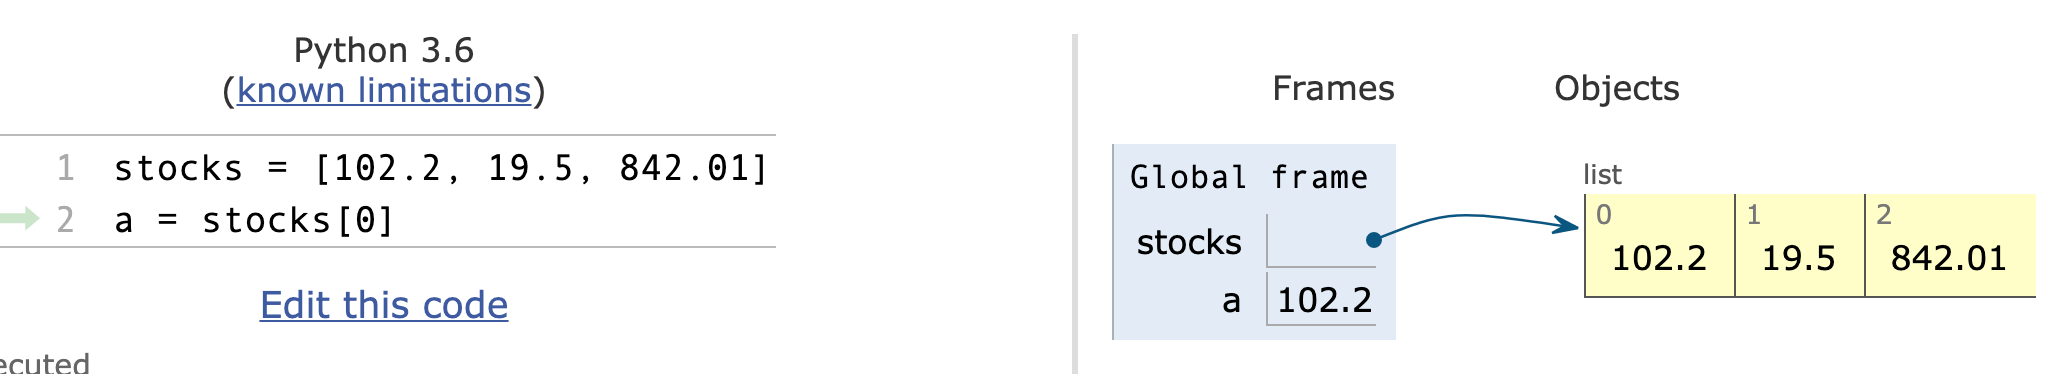 Python 3.6
(known limitations)
1 stocks = [102.2, 19.5, 842.01]
2 a = stocks[0]
Edit this code
ecuted
Frames Objects
Global frame
stocks
a 102.2
list
0 1 2
102.2 19.5 842.01